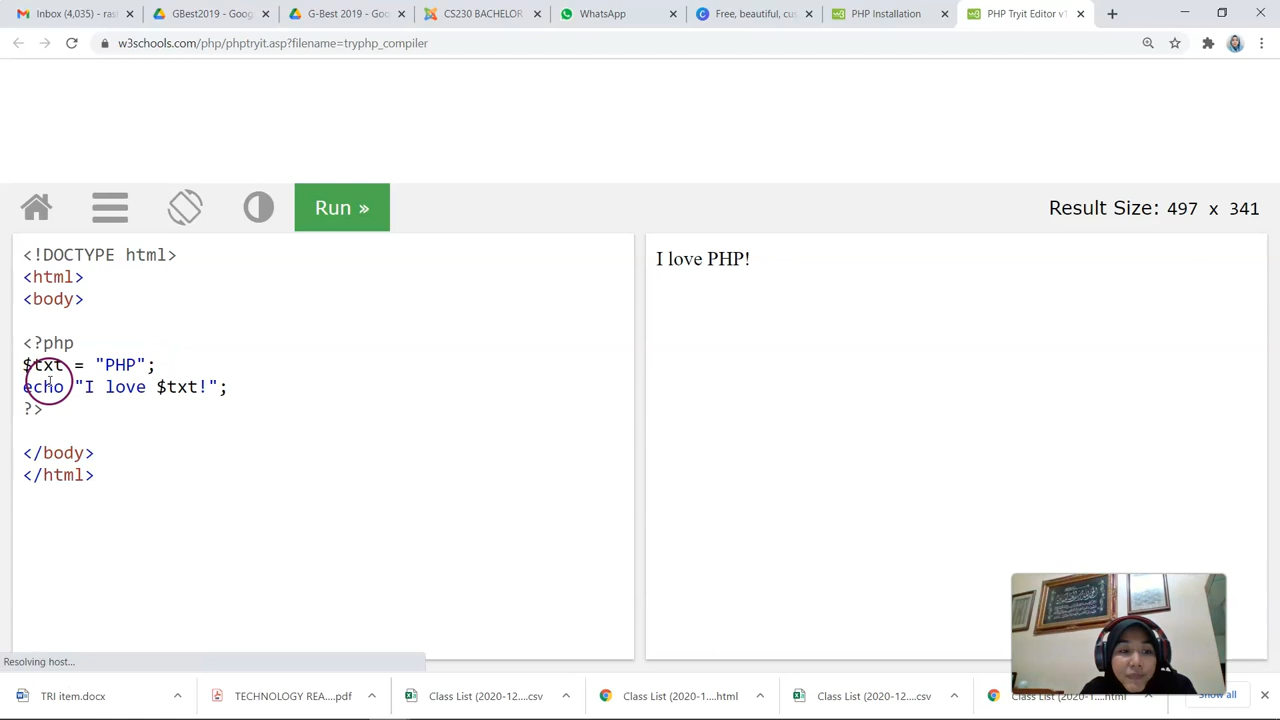 Inbox (4,035) - ras
GBest2019 - Goog
G-Best 2019 - Goo
CS230 BACHELOR
WhatsApp
Free, beautiful, cu
PHP Installation
PHP Tryit Editor v1
w3schools.com/php/phptryit.asp?filename=tryphp_compiler
Run »
Result Size: 497 x 341
<!DOCTYPE html>
<html>
<body>
<?php
$txt = "PHP";
echo "I love $txt!";
?>
</body>
</html>
I love PHP!
Resolving host...
TRI item.docx
TECHNOLOGY REA....pdf
Class List (2020-12....csv
Class List (2020-1....html
Class List (2020-12....csv
Class List (2020-1....html
Show all